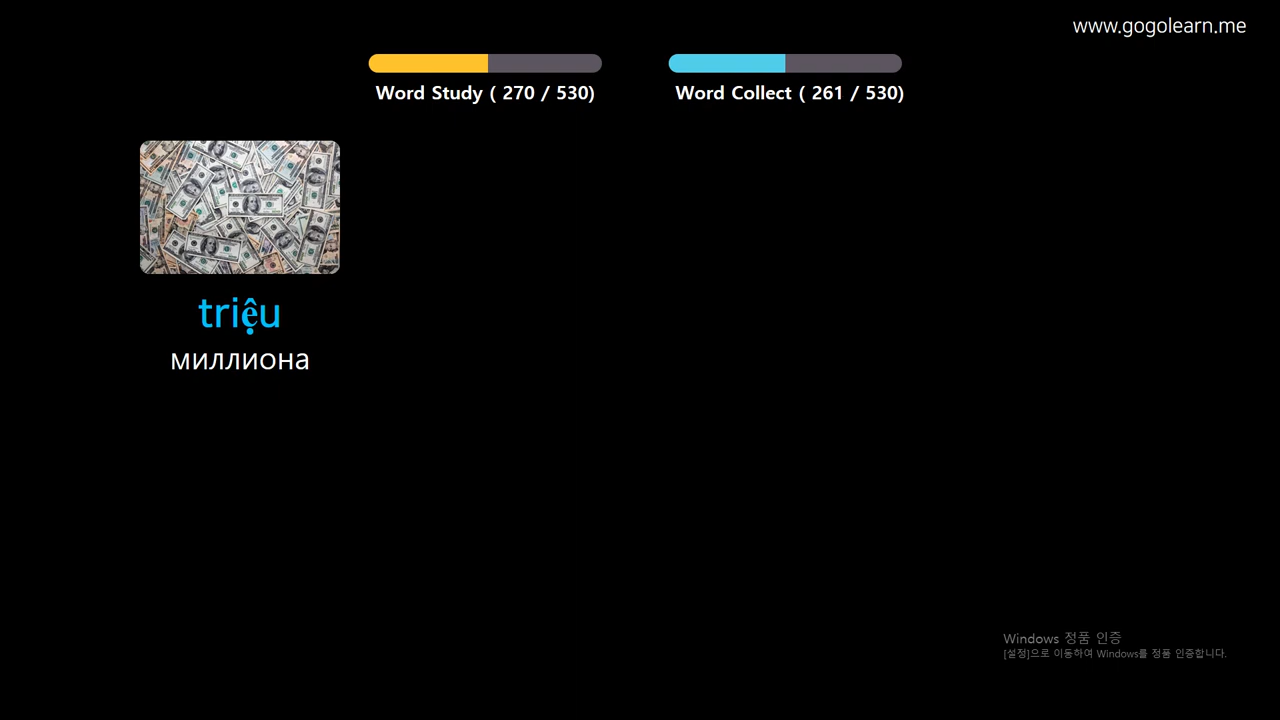 www.gogolearn.me
Word Study ( 270 / 530)
Word Collect ( 261 / 530)
triệu
миллиона
Windows 정품 인증
[설정]으로 이동하여 Windows를 정품 인증합니다.